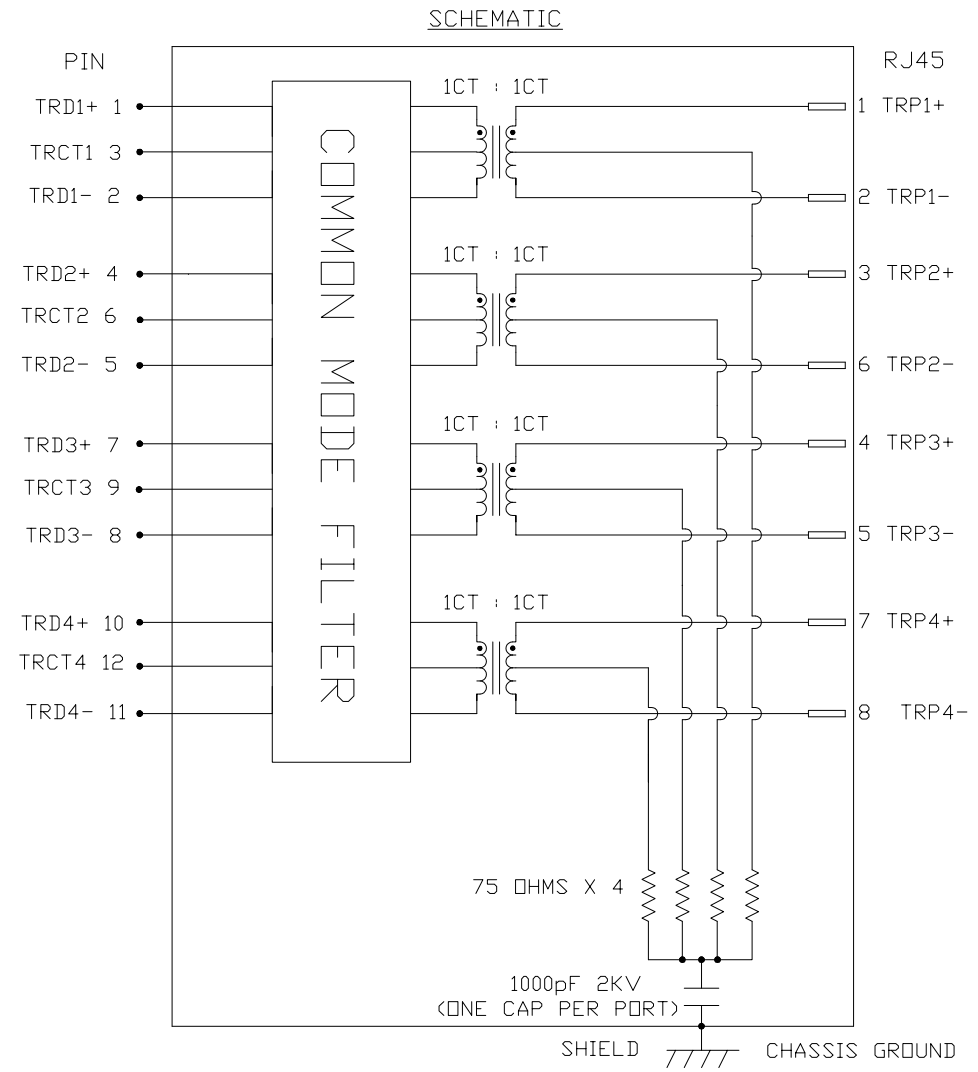 SCHEMATIC
PIN
RJ45
1CT : 1CT
TRD1+ 1
1 TRP1+
TRCT1 3
TRD1- 2
2 TRP1-
1CT : 1CT
TRD2+ 4
3 TRP2+
TRCT2 6
TRD2- 5
6 TRP2-
1CT : 1CT
TRD3+ 7
4 TRP3+
TRCT3 9
TRD3- 8
5 TRP3-
1CT : 1CT
TRD4+ 10
7 TRP4+
TRCT4 12
TRD4- 11
8 TRP4-
COMMON MODE FILTER
75 OHMS X 4
1000pF 2KV
(ONE CAP PER PORT)
SHIELD
CHASSIS GROUND